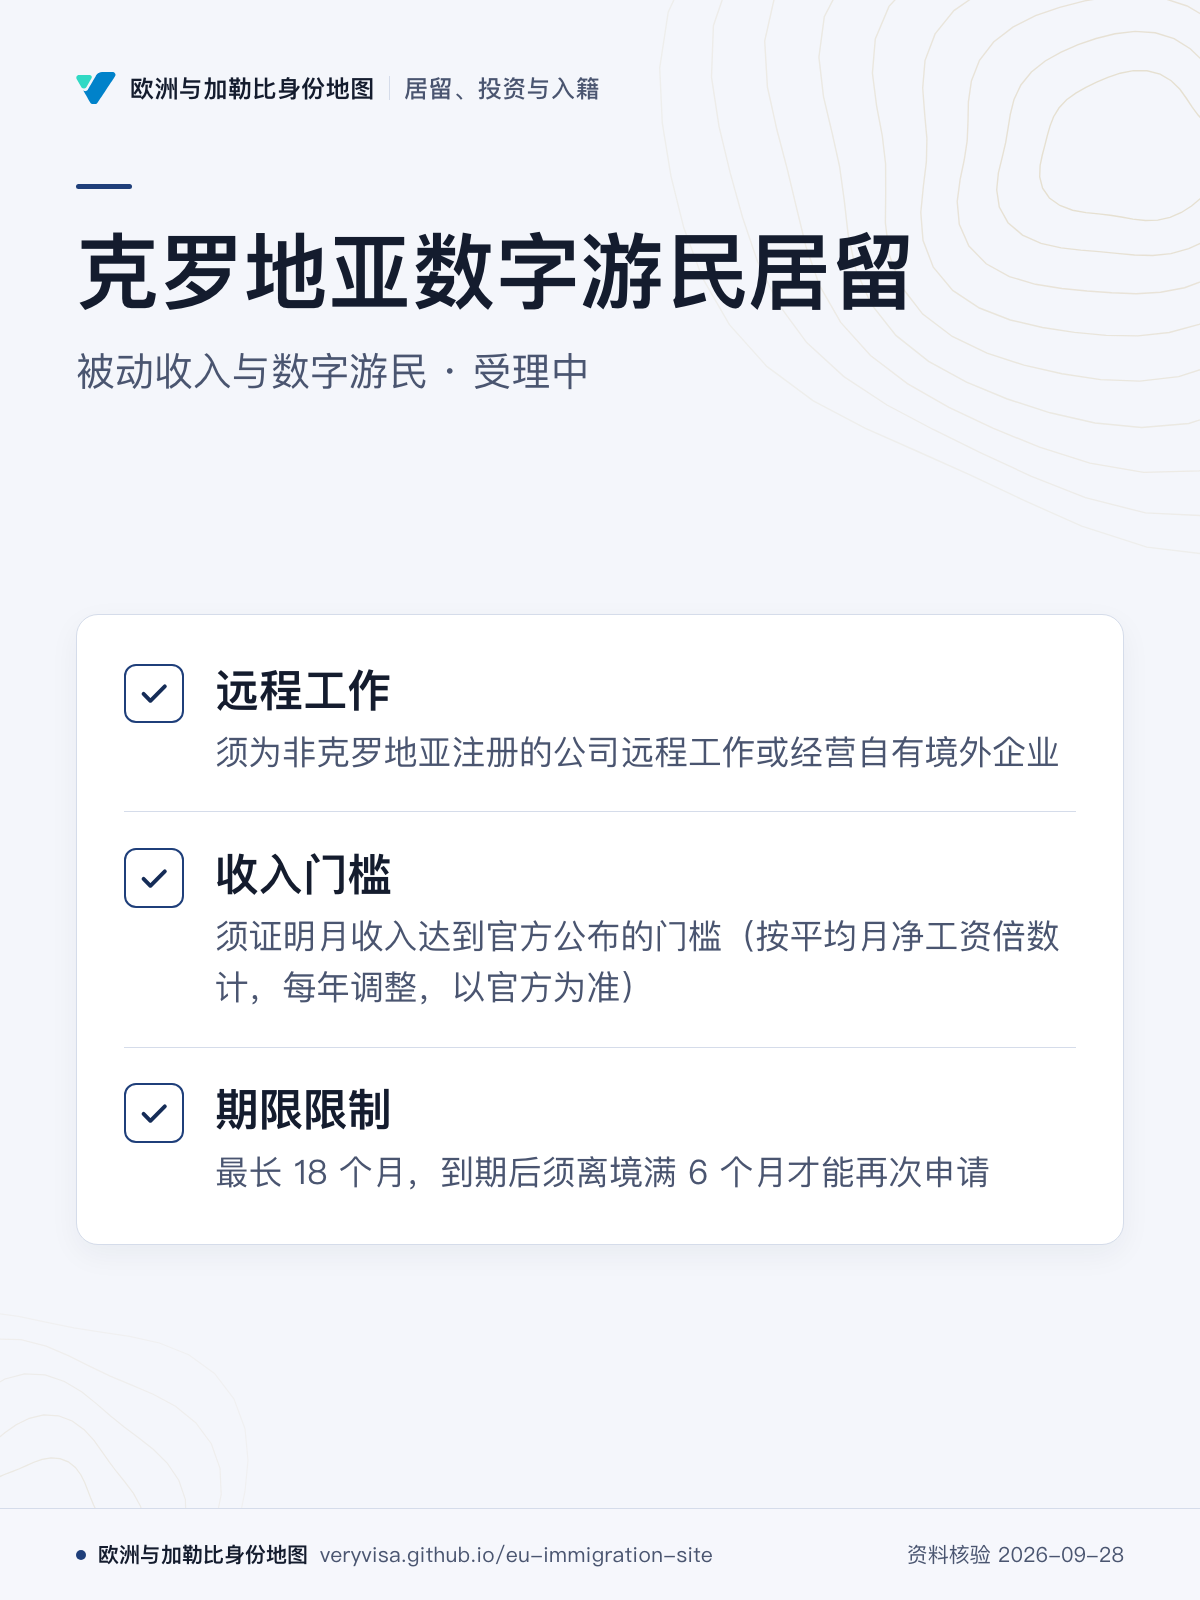 欧洲与加勒比身份地图 居留、投资与入籍
克罗地亚数字游民居留
被动收入与数字游民 · 受理中
远程工作
须为非克罗地亚注册的公司远程工作或经营自有境外企业
收入门槛
须证明月收入达到官方公布的门槛（按平均月净工资倍数
计，每年调整，以官方为准）
期限限制
最长 18 个月，到期后须离境满 6 个月才能再次申请
欧洲与加勒比身份地图 veryvisa.github.io/eu-immigration-site 资料核验 2026-09-28